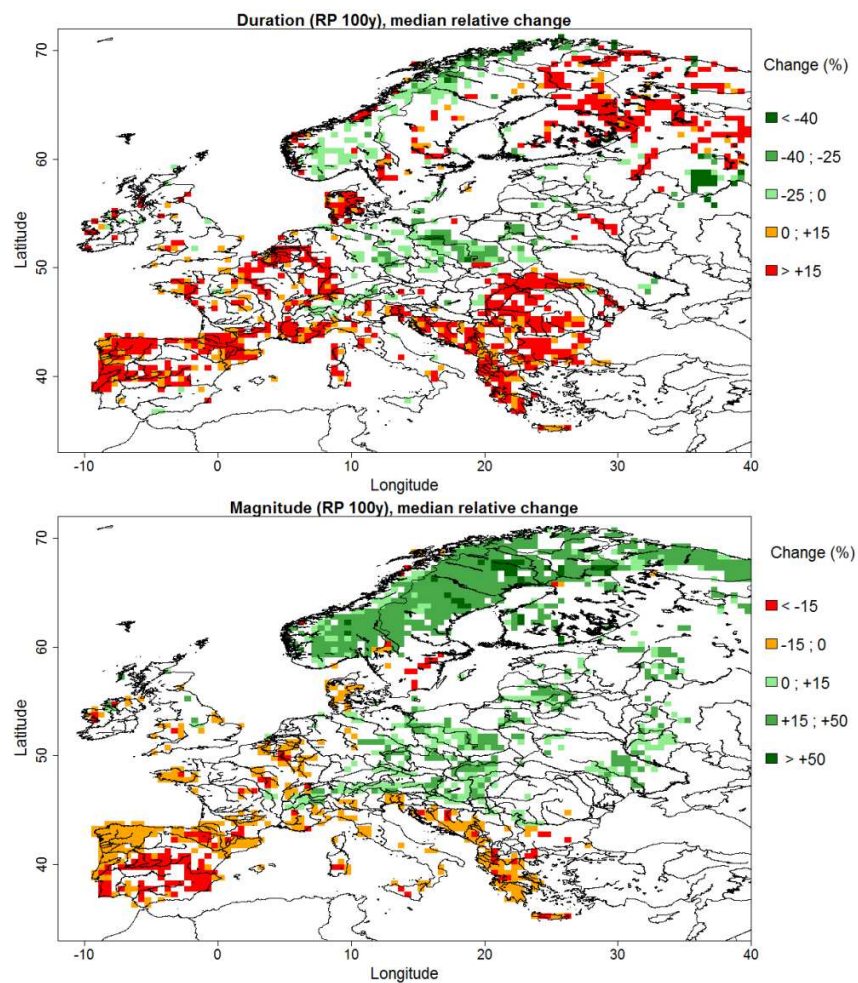 Duration (RP 100y), median relative change
70
60
50
40
Latitude
-10 0 10 20 30 40
Longitude
Change (%)
< -40
-40 ; -25
-25 ; 0
0 ; +15
> +15
Magnitude (RP 100y), median relative change
70
60
50
40
Latitude
-10 0 10 20 30 40
Longitude
Change (%)
< -15
-15 ; 0
0 ; +15
+15 ; +50
> +50